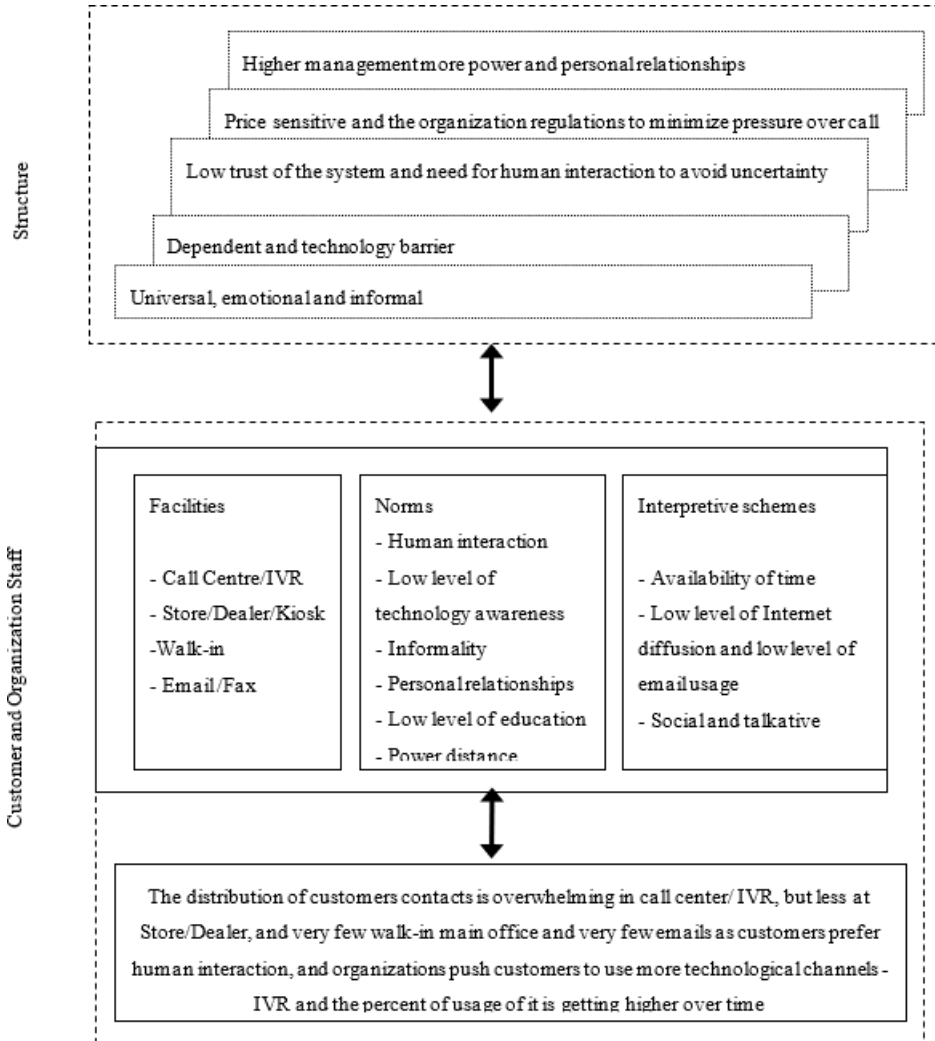 Structure
Higher management more power and personal relationships
Price sensitive and the organization regulations to minimize pressure over call
Low trust of the system and need for human interaction to avoid uncertainty
Dependent and technology barrier
Universal, emotional and informal
Customer and Organization Staff
Facilities
- Call Centre/IVR
- Store/Dealer/Kiosk
-Walk-in
- Email/Fax
Norms
- Human interaction
- Low level of
technology awareness
- Informality
- Personal relationships
- Low level of education
- Power distance
Interpretive schemes
- Availability of time
- Low level of Internet
diffusion and low level of
email usage
- Social and talkative
The distribution of customers contacts is overwhelming in call center/ IVR, but less at
Store/Dealer, and very few walk-in main office and very few emails as customers prefer
human interaction, and organizations push customers to use more technological channels -
IVR and the percent of usage of it is getting higher over time